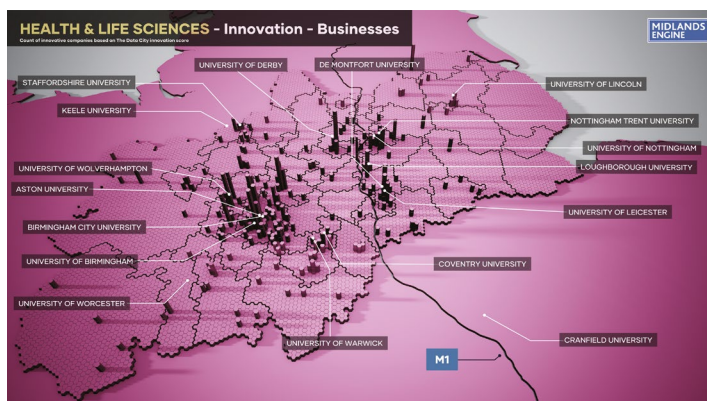 HEALTH & LIFE SCIENCES - Innovation - Businesses
Count of innovative companies based on The Data City innovation score
MIDLANDS
ENGINE
UNIVERSITY OF DERBY
DE MONTFORT UNIVERSITY
STAFFORDSHIRE UNIVERSITY
UNIVERSITY OF LINCOLN
KEELE UNIVERSITY
NOTTINGHAM TRENT UNIVERSITY
UNIVERSITY OF NOTTINGHAM
UNIVERSITY OF WOLVERHAMPTON
LOUGHBOROUGH UNIVERSITY
ASTON UNIVERSITY
UNIVERSITY OF LEICESTER
BIRMINGHAM CITY UNIVERSITY
UNIVERSITY OF BIRMINGHAM
COVENTRY UNIVERSITY
UNIVERSITY OF WORCESTER
UNIVERSITY OF WARWICK
CRANFIELD UNIVERSITY
M1